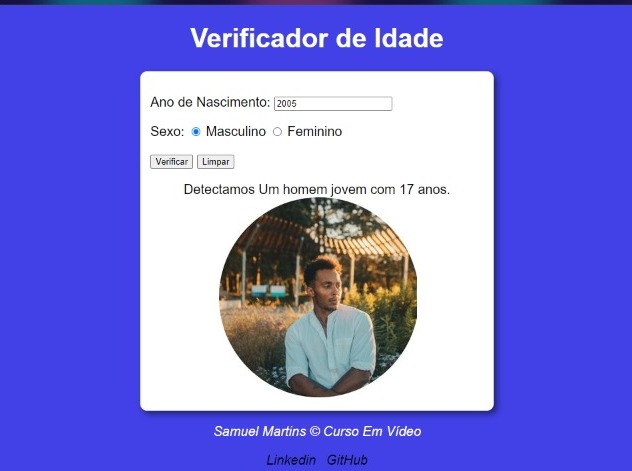 Verificador de Idade
Ano de Nascimento: 2005
Sexo: Masculino Feminino
Verificar Limpar
Detectamos Um homem jovem com 17 anos.
Samuel Martins © Curso Em Vídeo
Linkedin GitHub